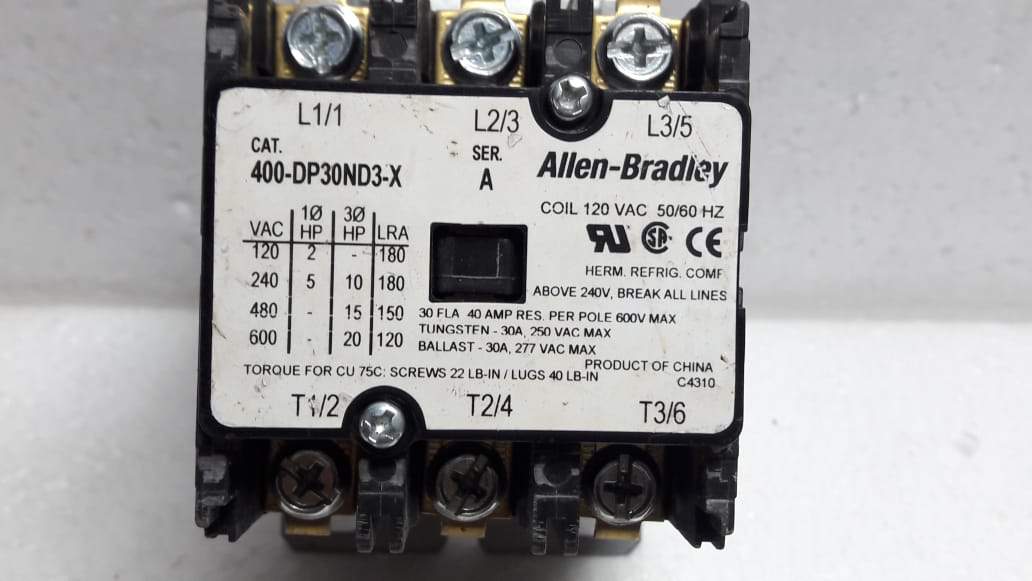 L1/1 L2/3 L3/5
CAT. SER. Allen-Bradley
400-DP30ND3-X A
COIL 120 VAC 50/60 HZ
1Ø 3Ø
VAC HP HP LRA
120 2 - 180
240 5 10 180
480 - 15 150
600 - 20 120
RU SA CE
HERM. REFRIG. COMP
ABOVE 240V, BREAK ALL LINES
30 FLA 40 AMP RES. PER POLE 600V MAX
TUNGSTEN - 30A, 250 VAC MAX
BALLAST - 30A, 277 VAC MAX
PRODUCT OF CHINA
TORQUE FOR CU 75C: SCREWS 22 LB-IN / LUGS 40 LB-IN
C4310
T1/2 T2/4 T3/6